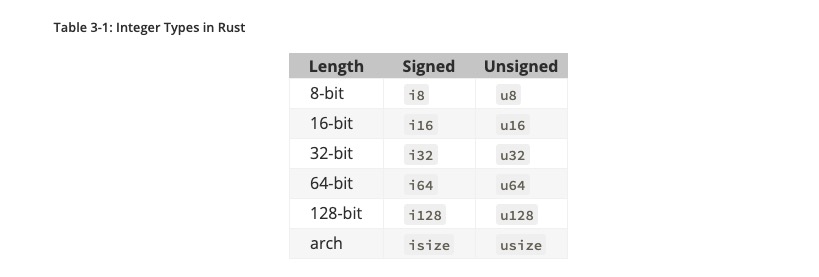 Table 3-1: Integer Types in Rust
Length Signed Unsigned
8-bit i8 u8
16-bit i16 u16
32-bit i32 u32
64-bit i64 u64
128-bit i128 u128
arch isize usize